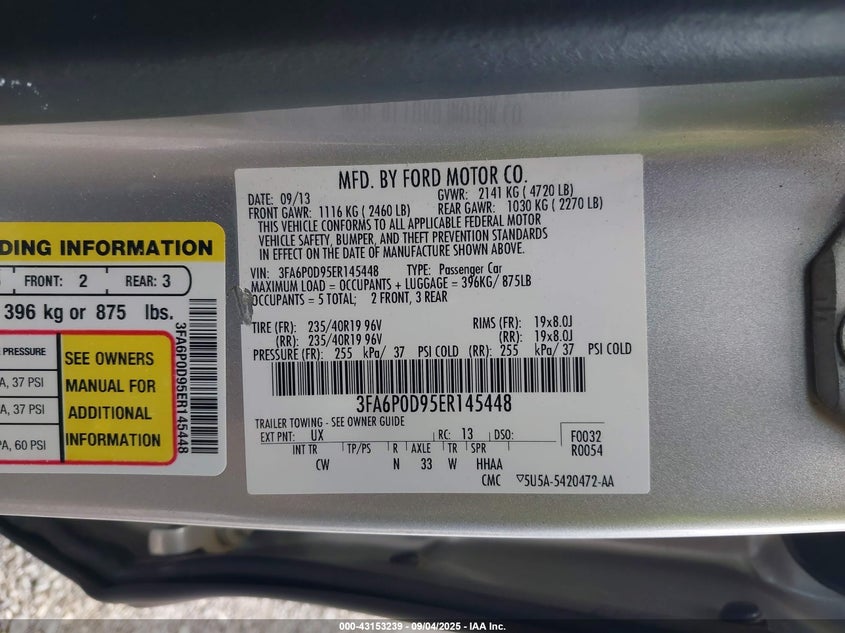 MFD. BY FORD MOTOR CO.
DATE: 09/13 GVWR: 2141 KG ( 4720 LB)
FRONT GAWR: 1116 KG ( 2460 LB) REAR GAWR: 1030 KG ( 2270 LB)
THIS VEHICLE CONFORMS TO ALL APPLICABLE FEDERAL MOTOR
VEHICLE SAFETY, BUMPER, AND THEFT PREVENTION STANDARDS
IN EFFECT ON THE DATE OF MANUFACTURE SHOWN ABOVE.
VIN: 3FA6P0D95ER145448 TYPE: Passenger Car
MAXIMUM LOAD = OCCUPANTS + LUGGAGE = 396KG/ 875LB
OCCUPANTS = 5 TOTAL; 2 FRONT, 3 REAR
TIRE (FR): 235/40R19 96V RIMS (FR): 19x8.0J
(RR): 235/40R19 96V (RR): 19x8.0J
PRESSURE (FR): 255 kPa/ 37 PSI COLD (RR): 255 kPa/ 37 PSI COLD
3FA6P0D95ER145448
TRAILER TOWING - SEE OWNER GUIDE
EXT PNT: UX RC: 13 DSO: F0032
R0054
INT TR TP/PS R AXLE TR SPR
CW N 33 W HHAA
CMC ▽5U5A-5420472-AA
DING INFORMATION
FRONT: 2 REAR: 3
396 kg or 875 lbs.
PRESSURE
A, 37 PSI
A, 37 PSI
PA, 60 PSI
SEE OWNERS
MANUAL FOR
ADDITIONAL
INFORMATION
3FA6P0D95ER145448
000-43153239 - 09/04/2025 - IAA Inc.